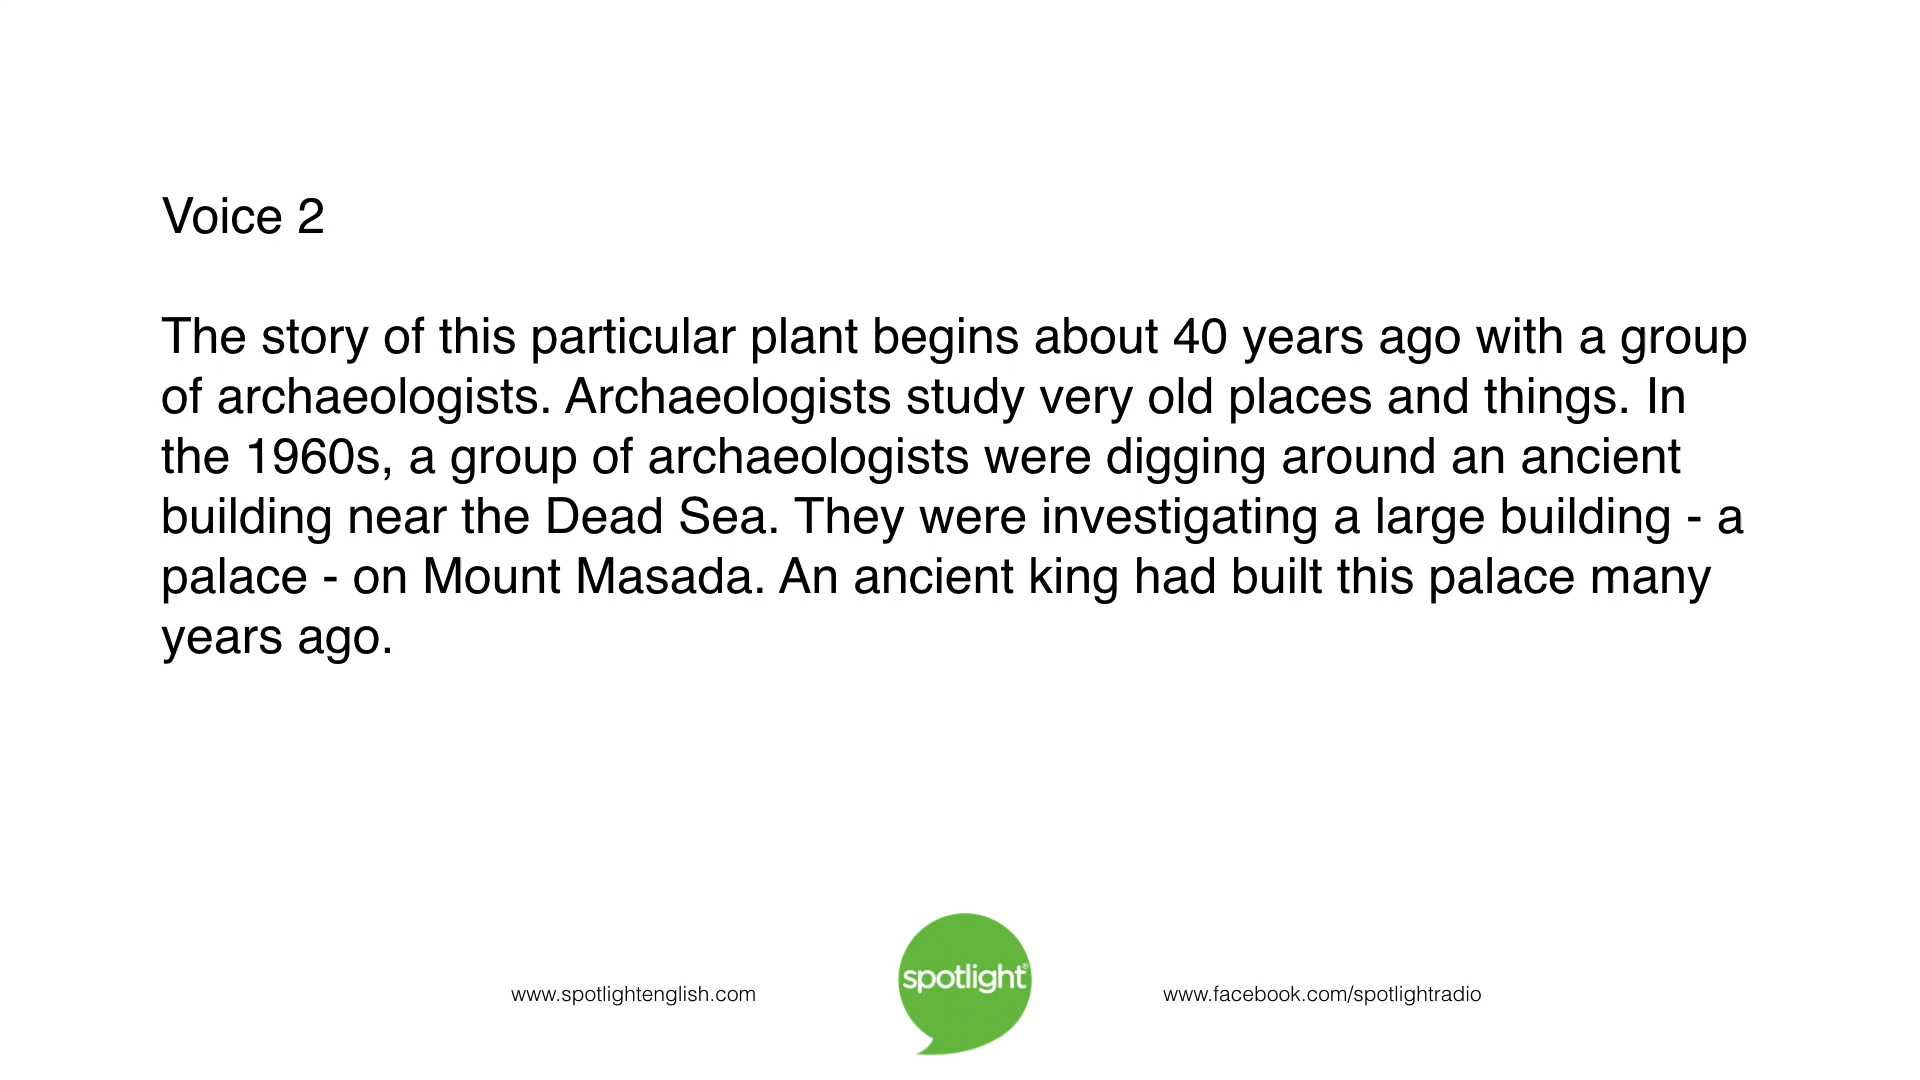 Voice 2
The story of this particular plant begins about 40 years ago with a group
of archaeologists. Archaeologists study very old places and things. In
the 1960s, a group of archaeologists were digging around an ancient
building near the Dead Sea. They were investigating a large building - a
palace - on Mount Masada. An ancient king had built this palace many
years ago.
www.spotlightenglish.com
spotlight®
www.facebook.com/spotlightradio